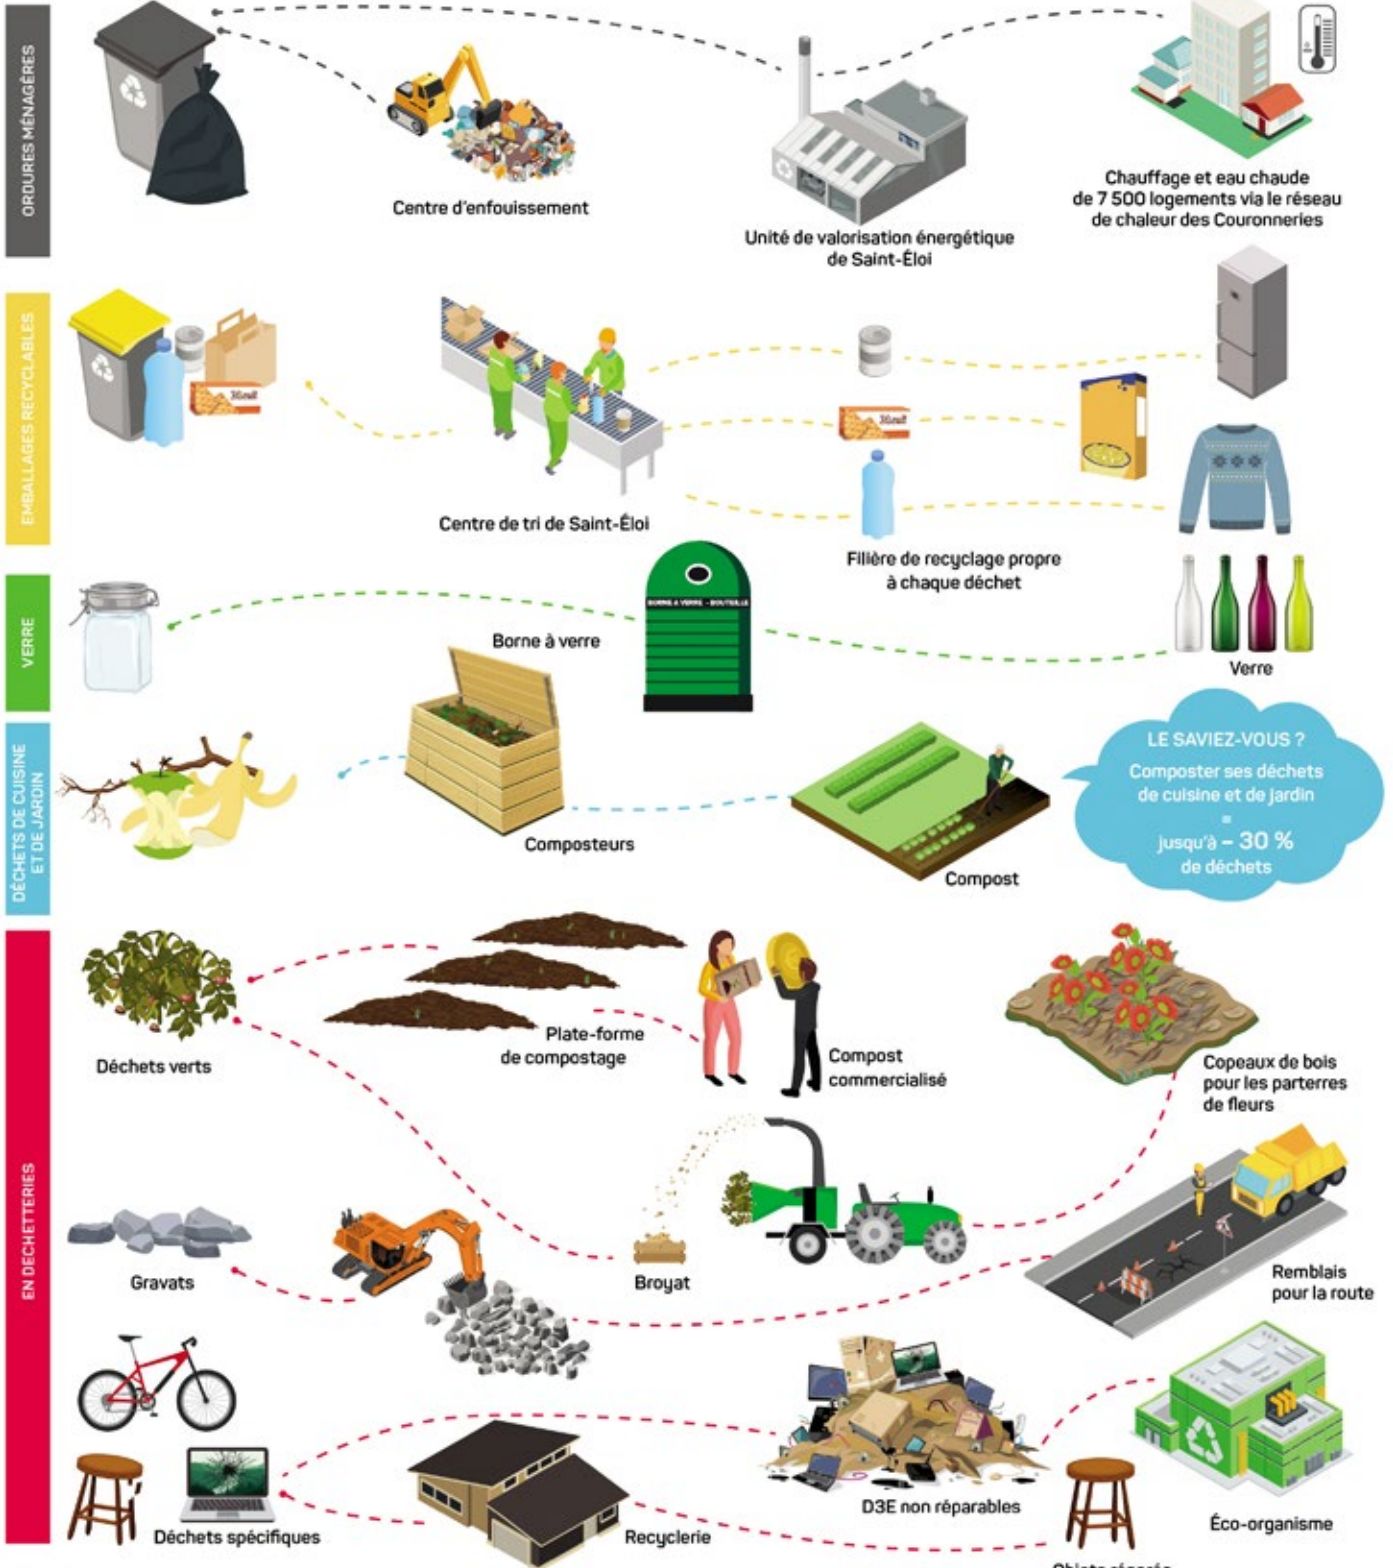 ORDURES MÉNAGÈRES
Centre d'enfouissement
Unité de valorisation énergétique
de Saint-Éloi
Chauffage et eau chaude
de 7 500 logements via le réseau
de chaleur des Couronneries
EMBALLAGES RECYCLABLES
Centre de tri de Saint-Éloi
Filière de recyclage propre
à chaque déchet
VERRE
Borne à verre
BORNE A VERRE - BOUTEILLE
Verre
DÉCHETS DE CUISINE
ET DE JARDIN
Composteurs
Compost
LE SAVIEZ-VOUS ?
Composter ses déchets
de cuisine et de jardin
=
jusqu'à – 30 %
de déchets
EN DECHETTERIES
Déchets verts
Plate-forme
de compostage
Compost
commercialisé
Copeaux de bois
pour les parterres
de fleurs
Gravats
Broyat
Remblais
pour la route
Déchets spécifiques
Recyclerie
D3E non réparables
Éco-organisme